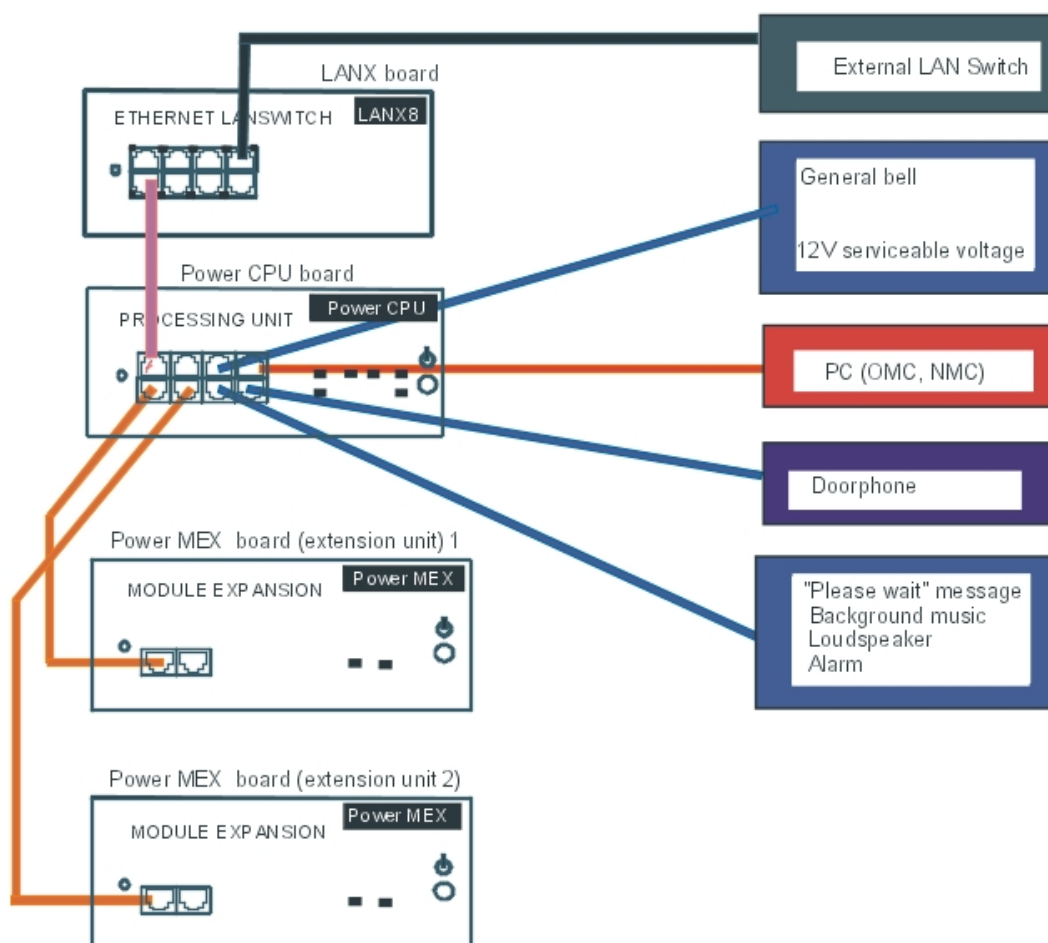 External LAN Switch
LANX board
ETHERNET LANSWITCH
LANX8
General bell
12V serviceable voltage
Power CPU board
Power CPU
PROCESSING UNIT
PC (OMC, NMC)
Doorphone
Power MEX board (extension unit) 1
Power MEX
MODULE EXPANSION
"Please wait" message
Background music
Loudspeaker
Alarm
Power MEX board (extension unit 2)
Power MEX
MODULE EXPANSION